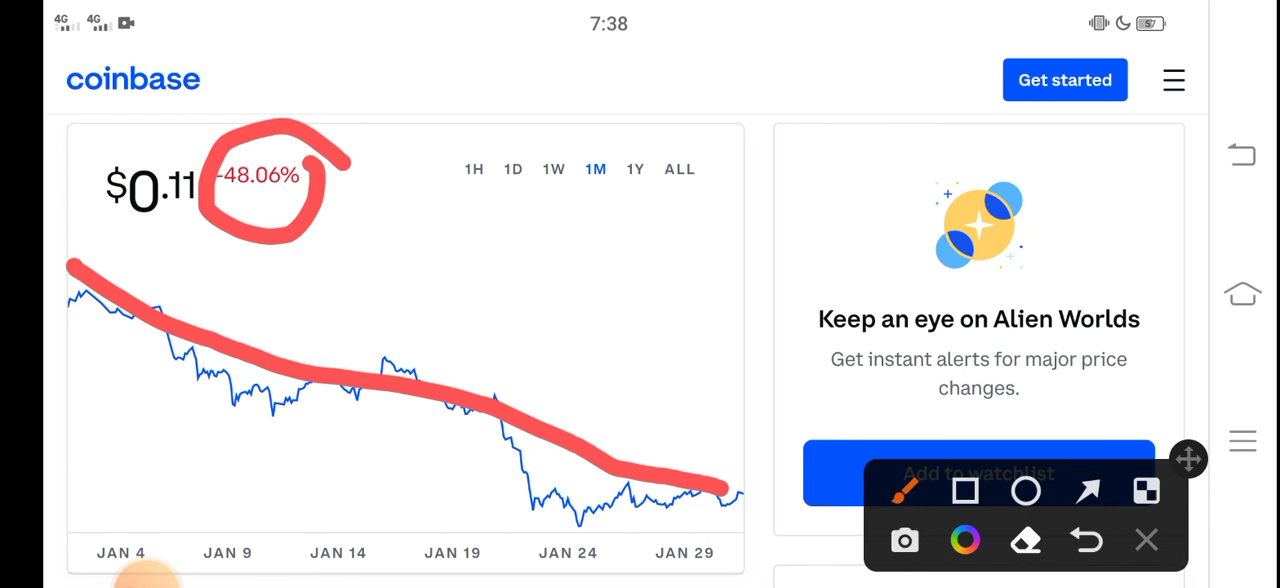 4G 4G 7:38 57
coinbase
Get started
$0.11 -48.06%
1H 1D 1W 1M 1Y ALL
Keep an eye on Alien Worlds
Get instant alerts for major price
changes.
Add to watchlist
JAN 4 JAN 9 JAN 14 JAN 19 JAN 24 JAN 29